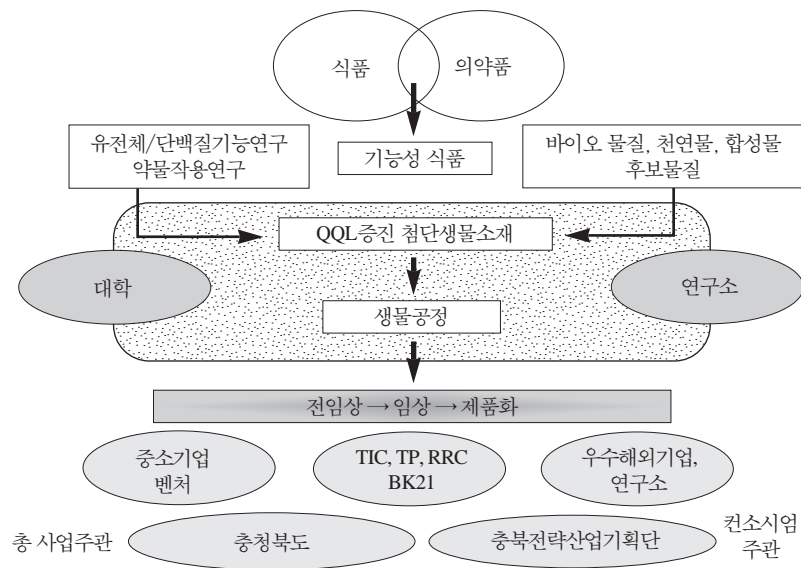 식품
의약품
유전체/단백질기능연구
약물작용연구
기능성 식품
바이오 물질, 천연물, 합성물
후보물질
QQL증진 첨단생물소재
대학
연구소
생물공정
전임상→임상→제품화
중소기업
벤처
TIC, TP, RRC
BK21
우수해외기업,
연구소
총 사업주관
충청북도
충북전략산업기획단
컨소시엄
주관